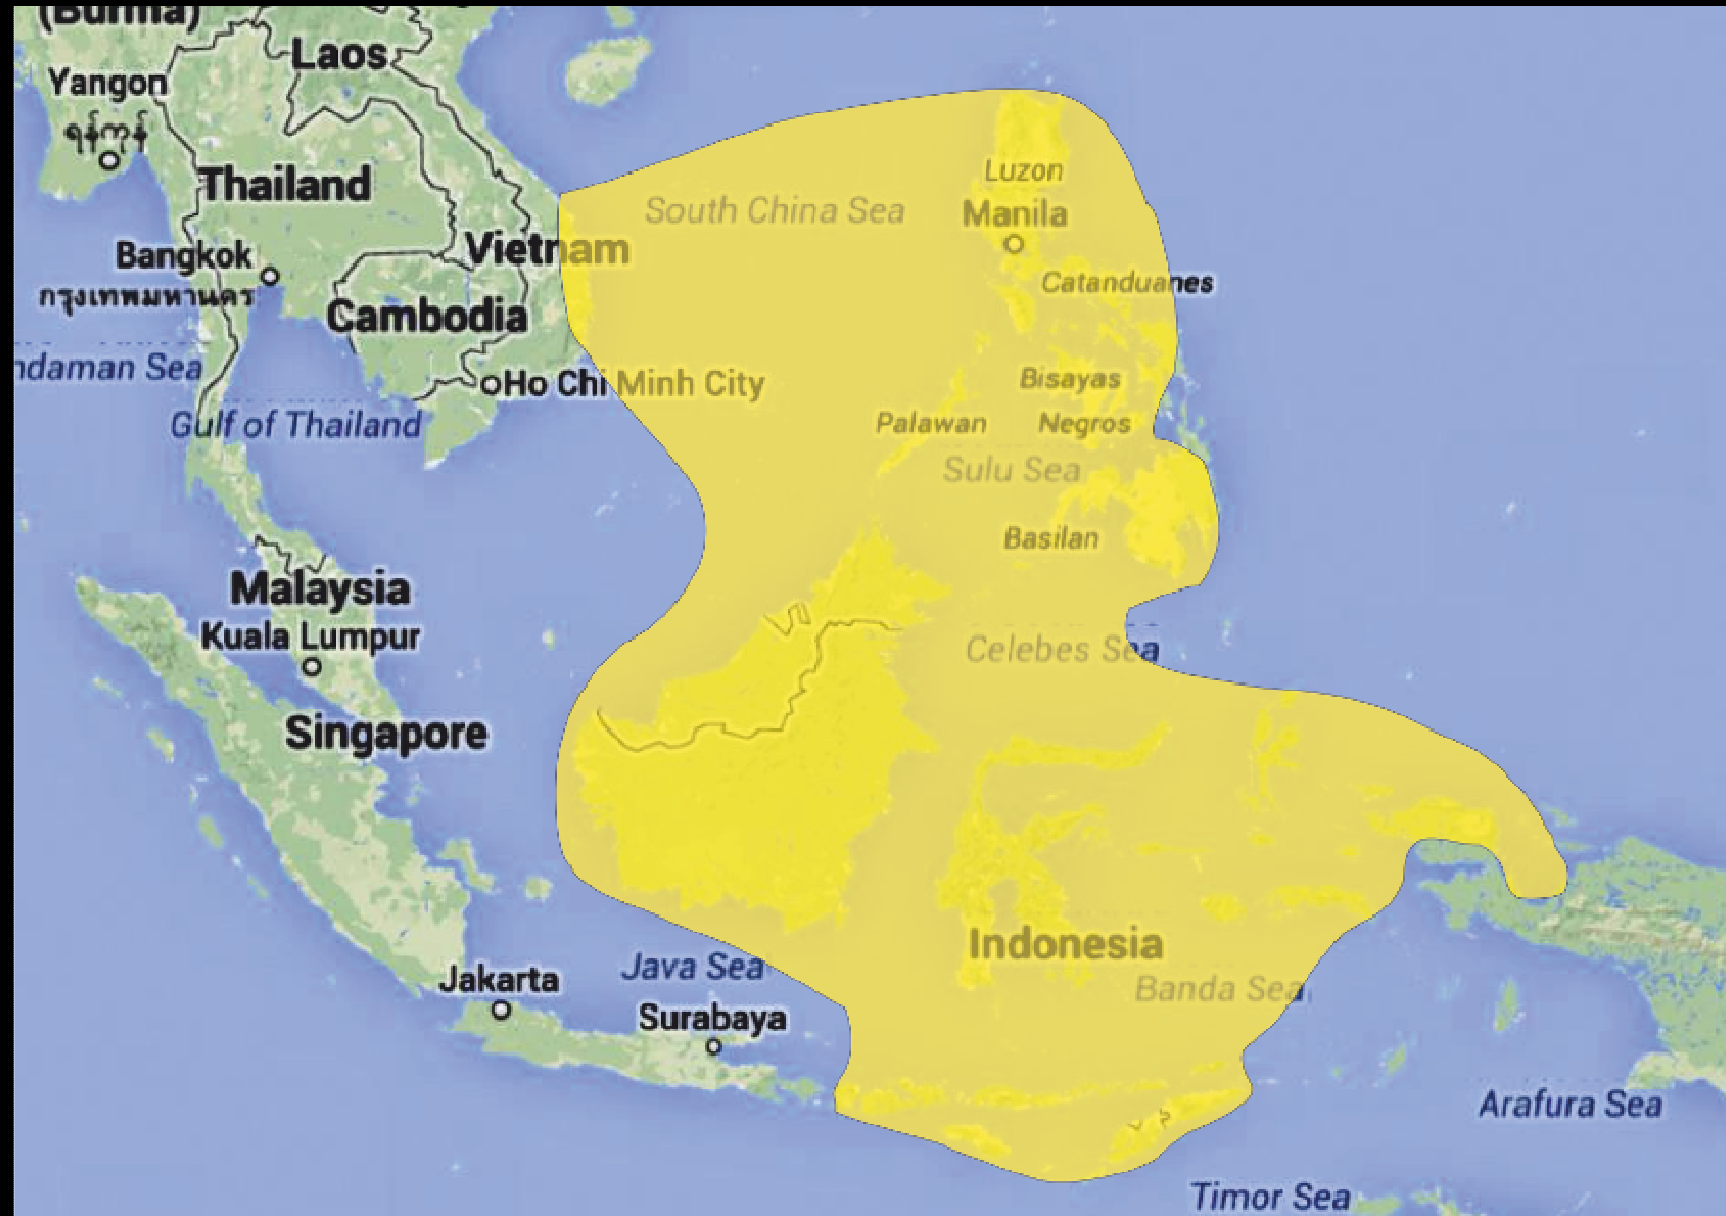 (Burma)
Laos
Yangon
ရန်ကုန်
Thailand
Luzon
South China Sea
Manila
Vietnam
Bangkok
กรุงเทพมหานคร
Catanduanes
Cambodia
ndaman Sea
Ho Chi Minh City
Bisayas
Gulf of Thailand
Palawan
Negros
Sulu Sea
Basilan
Malaysia
Kuala Lumpur
Celebes Sea
Singapore
Indonesia
Java Sea
Jakarta
Banda Sea
Surabaya
Arafura Sea
Timor Sea